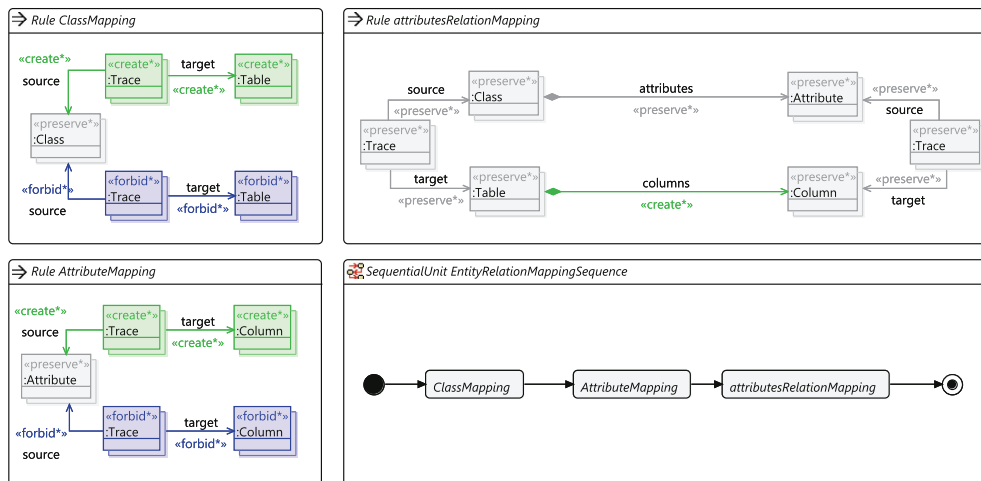 Rule ClassMapping
«create*»
source
«create*»
:Trace
target
«create*»
«create*»
:Table
«preserve*»
:Class
«forbid*»
source
«forbid*»
:Trace
target
«forbid*»
«forbid*»
:Table
Rule attributesRelationMapping
source
«preserve*»
«preserve*»
:Class
attributes
«preserve*»
«preserve*»
:Attribute
«preserve*»
source
«preserve*»
:Trace
«preserve*»
:Trace
target
«preserve*»
«preserve*»
:Table
columns
«create*»
«preserve*»
:Column
«preserve*»
target
Rule AttributeMapping
«create*»
source
«create*»
:Trace
target
«create*»
«create*»
:Column
«preserve*»
:Attribute
«forbid*»
source
«forbid*»
:Trace
target
«forbid*»
«forbid*»
:Column
SequentialUnit EntityRelationMappingSequence
ClassMapping
AttributeMapping
attributesRelationMapping